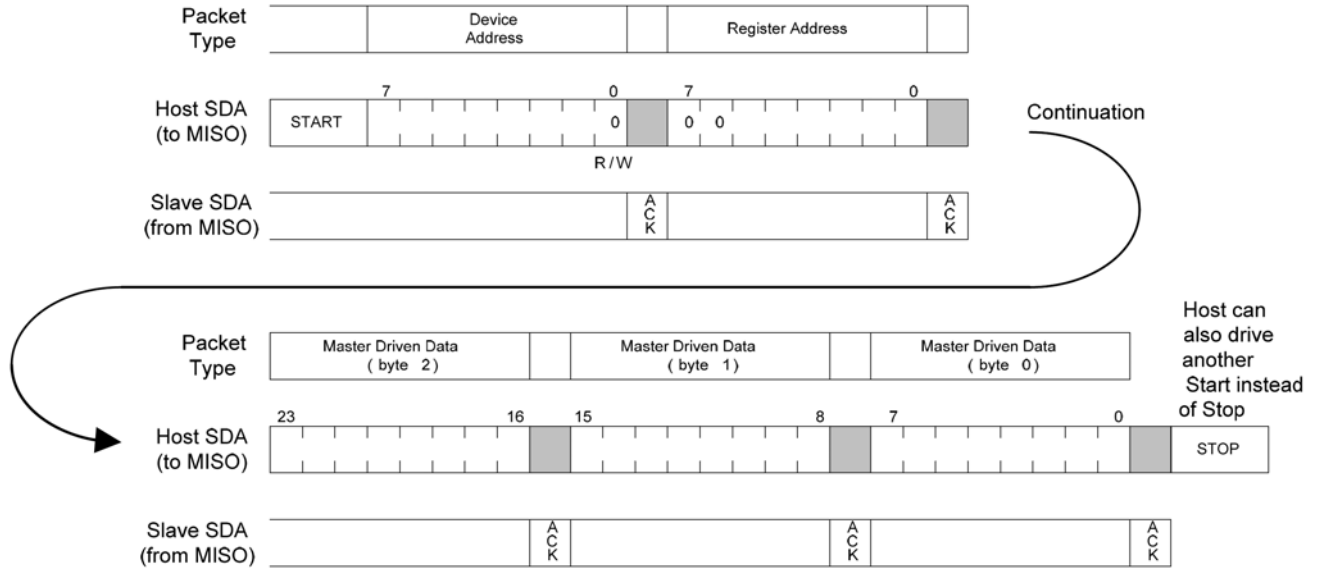 Packet
Type
Device
Address
Register Address
7 0 7 0
Host SDA
(to MISO)
START
0 0 0
R/W
Continuation
Slave SDA
(from MISO)
A
C
K
A
C
K
Packet
Type
Master Driven Data
( byte 2)
Master Driven Data
( byte 1)
Master Driven Data
( byte 0)
Host can
also drive
another
Start instead
of Stop
23 16 15 8 7 0
Host SDA
(to MISO)
STOP
Slave SDA
(from MISO)
A
C
K
A
C
K
A
C
K